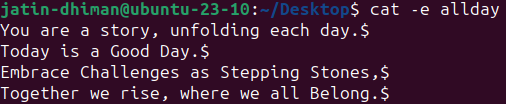 jatin-dhiman@ubuntu-23-10:~/Desktop$ cat -e allday
You are a story, unfolding each day.$
Today is a Good Day.$
Embrace Challenges as Stepping Stones,$
Together we rise, where we all Belong.$